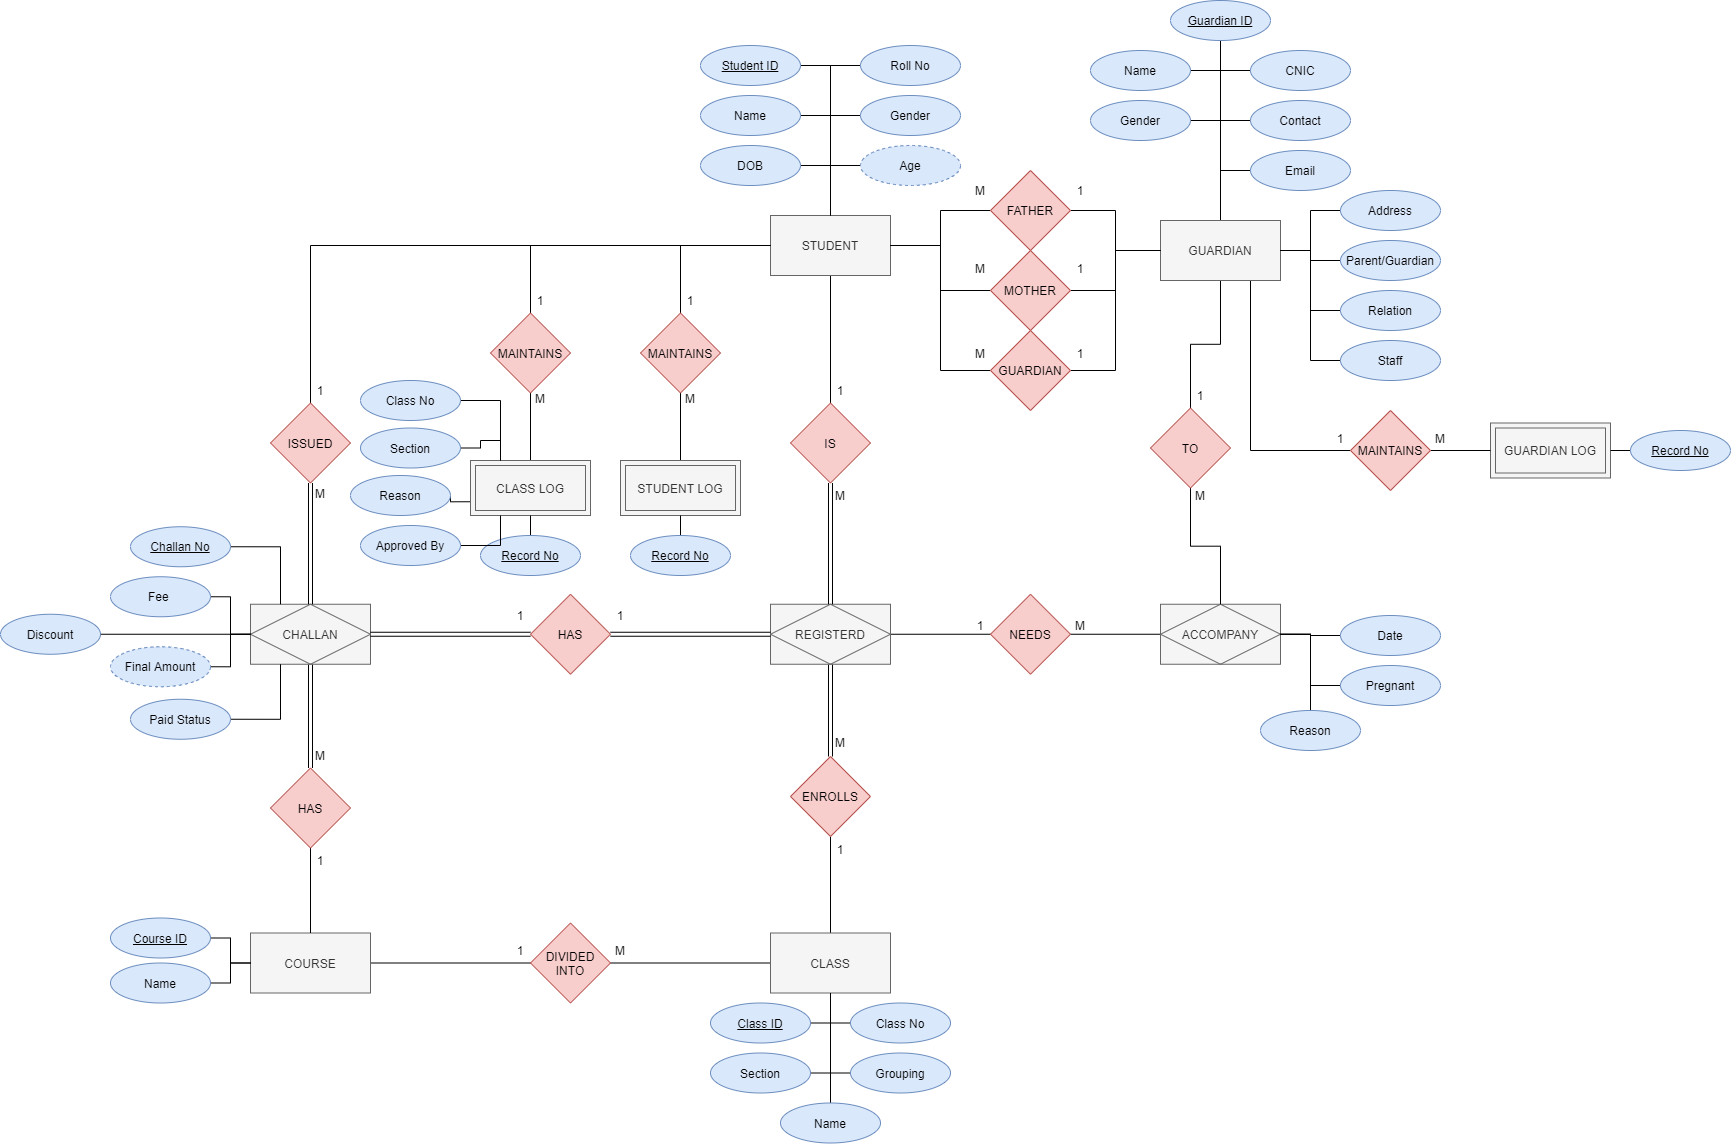 Guardian ID
Student ID
Roll No
Name
CNIC
Name
Gender
Gender
Contact
DOB
Age
Email
M
FATHER
1
Address
STUDENT
GUARDIAN
Parent/Guardian
M
MOTHER
1
1
1
Relation
MAINTAINS
MAINTAINS
M
GUARDIAN
1
Staff
1
Class No
M
M
1
1
ISSUED
Section
IS
TO
1
MAINTAINS
M
GUARDIAN LOG
Record No
M
Reason
CLASS LOG
STUDENT LOG
M
M
Challan No
Approved By
Record No
Record No
Fee
Discount
CHALLAN
1
HAS
1
REGISTERD
1
NEEDS
M
ACCOMPANY
Date
Final Amount
Pregnant
Paid Status
Reason
M
M
HAS
ENROLLS
1
1
Course ID
COURSE
1
DIVIDED
INTO
M
CLASS
Name
Class ID
Class No
Section
Grouping
Name